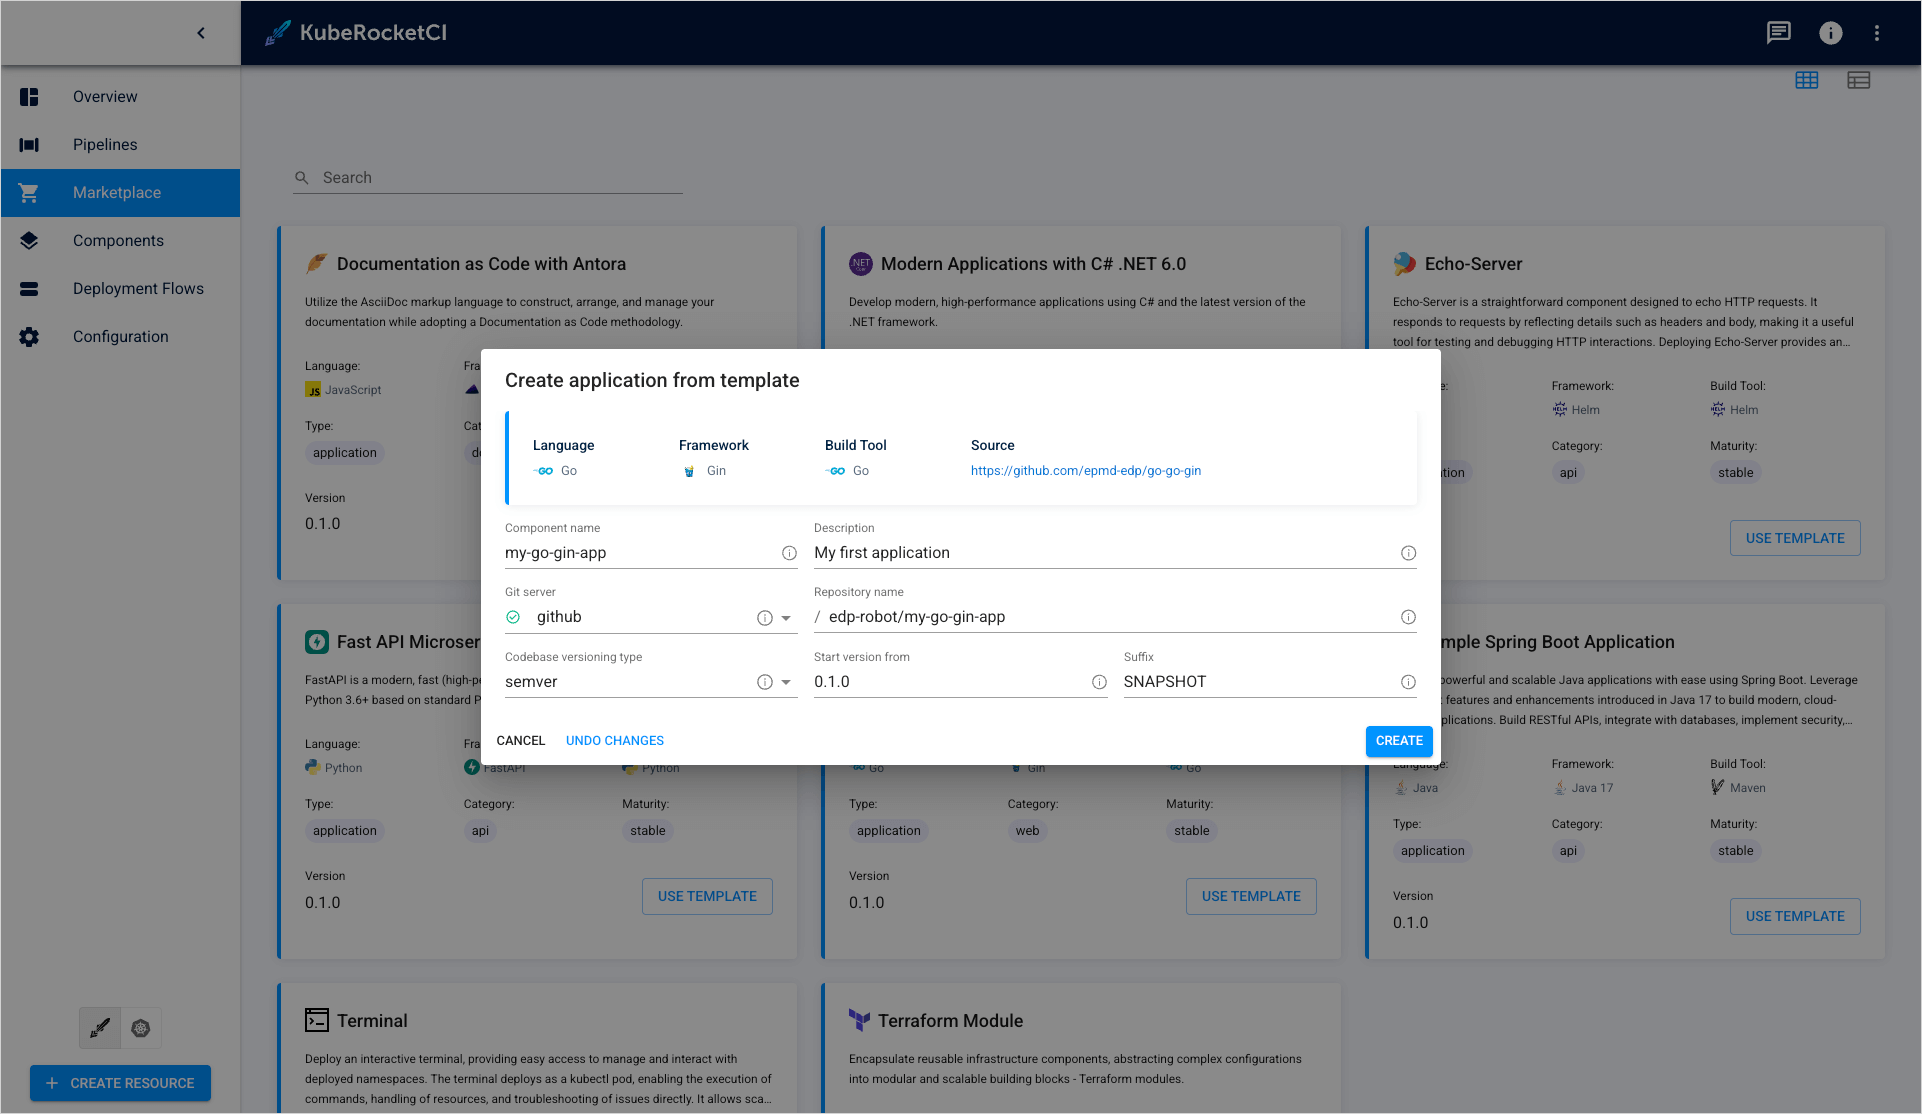 KubeRocketCI
Overview
Pipelines
Marketplace
Components
Deployment Flows
Configuration
CREATE RESOURCE
Search
Documentation as Code with Antora
Utilize the AsciiDoc markup language to construct, arrange, and manage your
documentation while adopting a Documentation as Code methodology.
Language:
Fra
JS JavaScript
Type:
Cat
application
de
Version
0.1.0
.NET
Modern Applications with C# .NET 6.0
Develop modern, high-performance applications using C# and the latest version of the
.NET framework.
Echo-Server
Echo-Server is a straightforward component designed to echo HTTP requests. It
responds to requests by reflecting details such as headers and body, making it a useful
tool for testing and debugging HTTP interactions. Deploying Echo-Server provides an...
e:
Framework:
Build Tool:
Helm
Helm
Category:
Maturity:
tion
api
stable
USE TEMPLATE
Create application from template
Language
Framework
Build Tool
Source
Go
Gin
Go
https://github.com/epmd-edp/go-go-gin
Component name
my-go-gin-app
Description
My first application
Git server
github
Repository name
/ edp-robot/my-go-gin-app
Codebase versioning type
semver
Start version from
0.1.0
Suffix
SNAPSHOT
CANCEL
UNDO CHANGES
CREATE
Fast API Microser
FastAPI is a modern, fast (high-pe
Python 3.6+ based on standard P
Language:
Fra
Python
FastAPI
Python
Type:
Category:
Maturity:
application
api
stable
Version
0.1.0
USE TEMPLATE
Go
Gin
Go
Type:
Category:
Maturity:
application
web
stable
Version
0.1.0
USE TEMPLATE
mple Spring Boot Application
powerful and scalable Java applications with ease using Spring Boot. Leverage
t features and enhancements introduced in Java 17 to build modern, cloud-
plications. Build RESTful APIs, integrate with databases, implement security,...
Language:
Framework:
Build Tool:
Java
Java 17
Maven
Type:
Category:
Maturity:
application
api
stable
Version
0.1.0
USE TEMPLATE
Terminal
Deploy an interactive terminal, providing easy access to manage and interact with
deployed namespaces. The terminal deploys as a kubectl pod, enabling the execution of
commands, handling of resources, and troubleshooting of issues directly. It allows sca...
Terraform Module
Encapsulate reusable infrastructure components, abstracting complex configurations
into modular and scalable building blocks - Terraform modules.